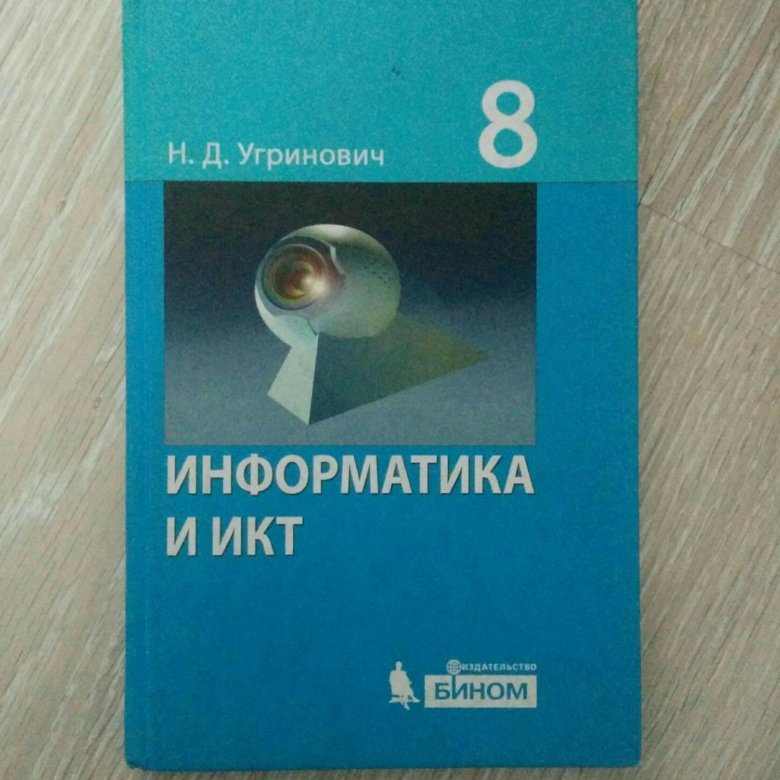 8
Н. Д. Угринович
ИНФОРМАТИКА
И ИКТ
ИЗДАТЕЛЬСТВО
БИНОМ